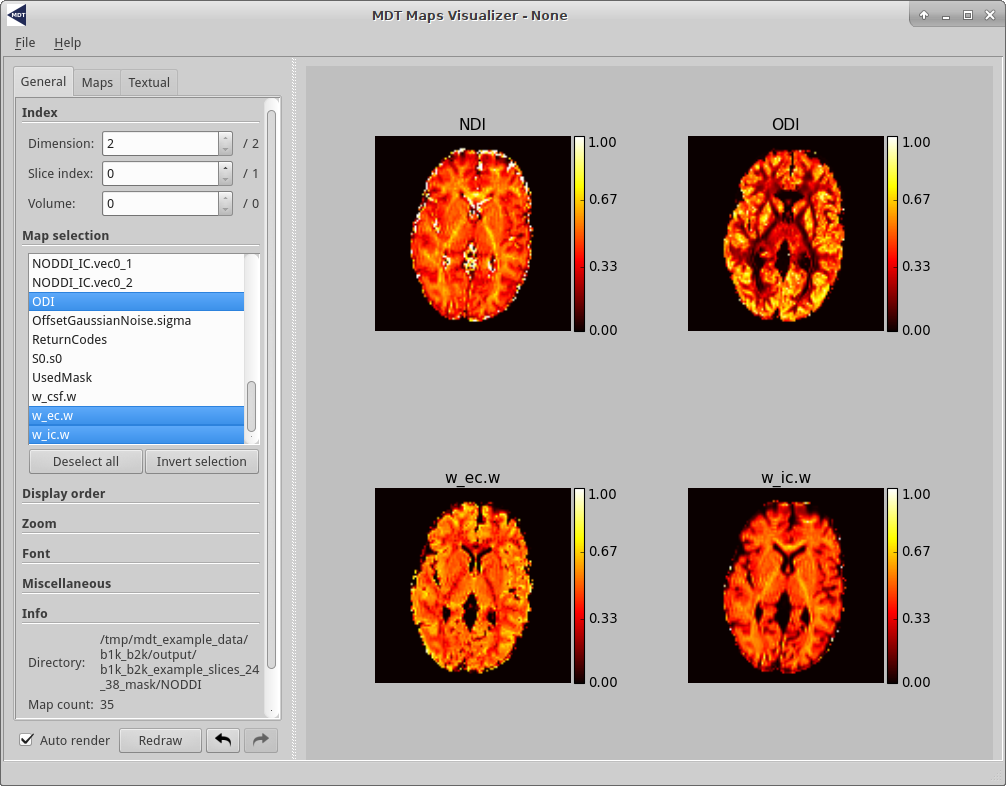 MDT
MDT Maps Visualizer - None
File Help
General Maps Textual
Index
Dimension: 2 / 2
Slice index: 0 / 1
Volume: 0 / 0
Map selection
NODDI_IC.vec0_1
NODDI_IC.vec0_2
ODI
OffsetGaussianNoise.sigma
ReturnCodes
S0.s0
UsedMask
w_csf.w
w_ec.w
w_ic.w
Deselect all Invert selection
Display order
Zoom
Font
Miscellaneous
Info
Directory: /tmp/mdt_example_data/
b1k_b2k/output/
b1k_b2k_example_slices_24
_38_mask/NODDI
Map count: 35
Auto render Redraw
NDI
1.00
0.67
0.33
0.00
ODI
1.00
0.67
0.33
0.00
w_ec.w
1.00
0.67
0.33
0.00
w_ic.w
1.00
0.67
0.33
0.00